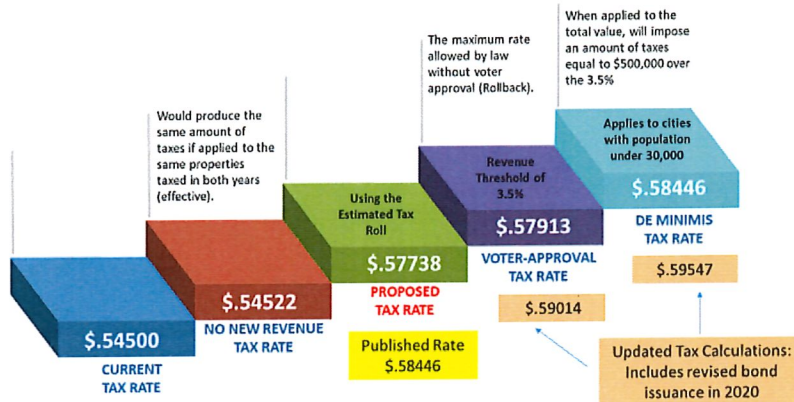 When applied to the
total value, will impose
an amount of taxes
equal to $500,000 over
the 3.5%
The maximum rate
allowed by law
without voter
approval (Rollback).
Would produce the
same amount of
taxes if applied to the
same properties
taxed in both years
(effective).
Applies to cities
with population
under 30,000
$.58446
DE MINIMIS
TAX RATE
$.59547
Revenue
Threshold of
3.5%
$.57913
VOTER-APPROVAL
TAX RATE
$.59014
Using the
Estimated Tax
Roll
$.57738
PROPOSED
TAX RATE
Published Rate
$.58446
$.54522
NO NEW REVENUE
TAX RATE
$.54500
CURRENT
TAX RATE
Updated Tax Calculations:
Includes revised bond
issuance in 2020